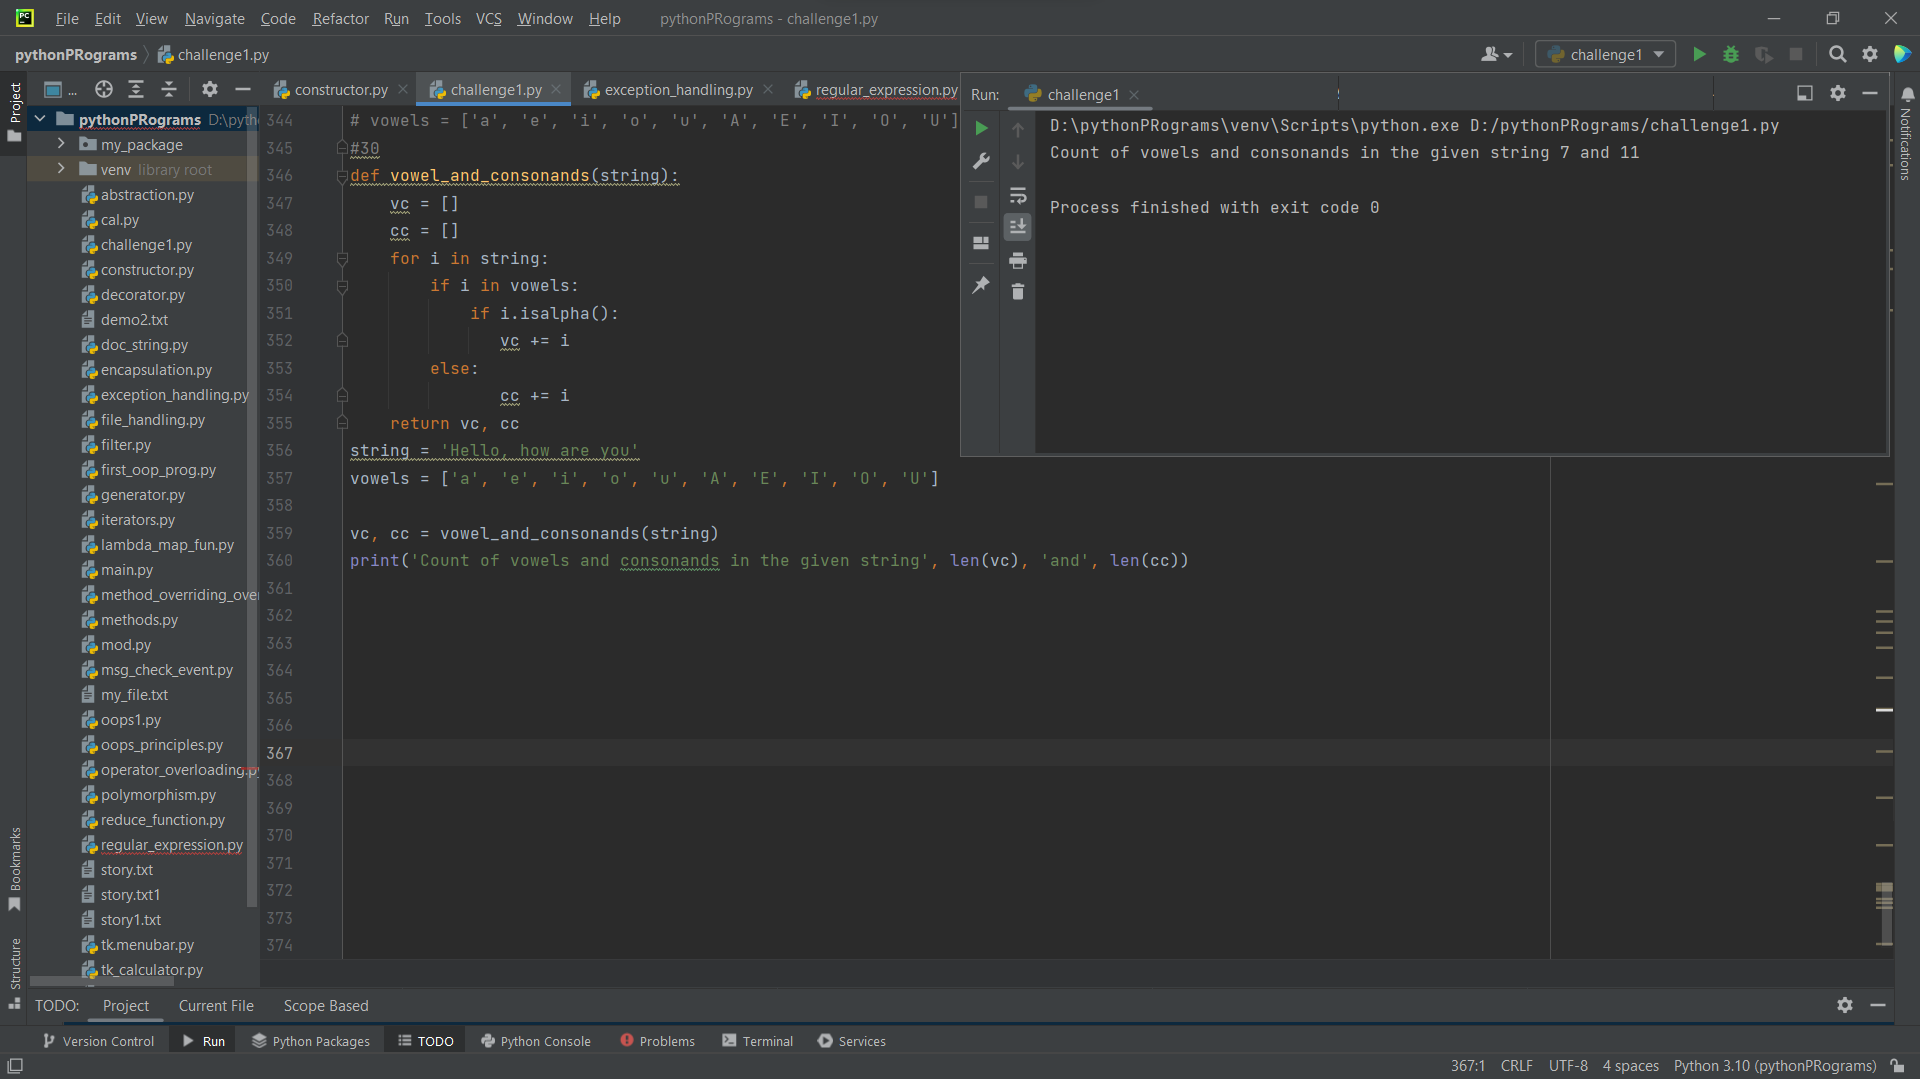 File Edit View Navigate Code Refactor Run Tools VCS Window Help pythonPRograms - challenge1.py
pythonPRograms challenge1.py
challenge1
Project
... constructor.py challenge1.py exception_handling.py regular_expression.py
Run: challenge1
Notifications
pythonPRograms
my_package
venv library root
abstraction.py
cal.py
challenge1.py
constructor.py
decorator.py
demo2.txt
doc_string.py
encapsulation.py
exception_handling.py
file_handling.py
filter.py
first_oop_prog.py
generator.py
iterators.py
lambda_map_fun.py
main.py
method_overriding_ove
methods.py
mod.py
msg_check_event.py
my_file.txt
oops1.py
oops_principles.py
operator_overloading.py
polymorphism.py
reduce_function.py
regular_expression.py
story.txt
story.txt1
story1.txt
tk.menubar.py
tk_calculator.py
Bookmarks
Structure
344 # vowels = ['a', 'e', 'i', 'o', 'u', 'A', 'E', 'I', 'O', 'U']
345 #30
346 def vowel_and_consonands(string):
347 vc = []
348 cc = []
349 for i in string:
350 if i in vowels:
351 if i.isalpha():
352 vc += i
353 else:
354 cc += i
355 return vc, cc
356 string = 'Hello, how are you'
357 vowels = ['a', 'e', 'i', 'o', 'u', 'A', 'E', 'I', 'O', 'U']
358
359 vc, cc = vowel_and_consonands(string)
360 print('Count of vowels and consonands in the given string', len(vc), 'and', len(cc))
361
362
363
364
365
366
367
368
369
370
371
372
373
374
D:\pythonPRograms\venv\Scripts\python.exe D:/pythonPRograms/challenge1.py
Count of vowels and consonands in the given string 7 and 11
Process finished with exit code 0
TODO: Project Current File Scope Based
Version Control Run Python Packages TODO Python Console Problems Terminal Services
367:1 CRLF UTF-8 4 spaces Python 3.10 (pythonPRograms)